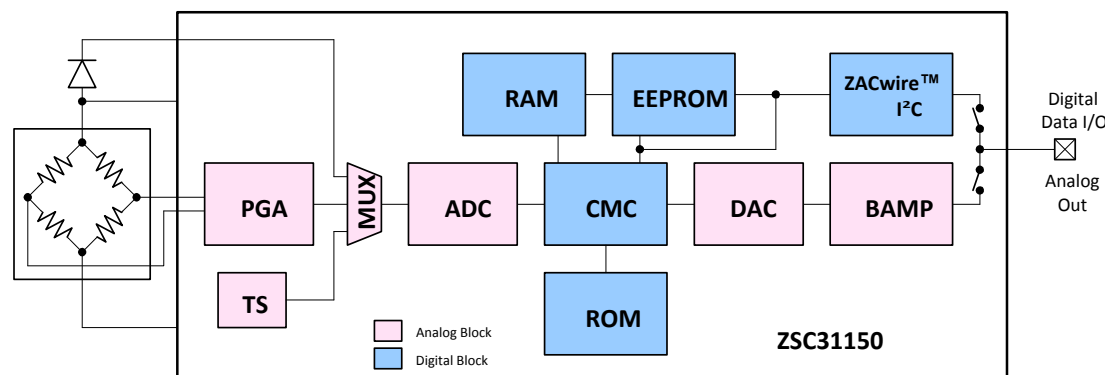 RAM
EEPROM
ZACwire™
I²C
Digital
Data I/O
PGA
MUX
ADC
CMC
DAC
BAMP
Analog
Out
TS
ROM
Analog Block
Digital Block
ZSC31150